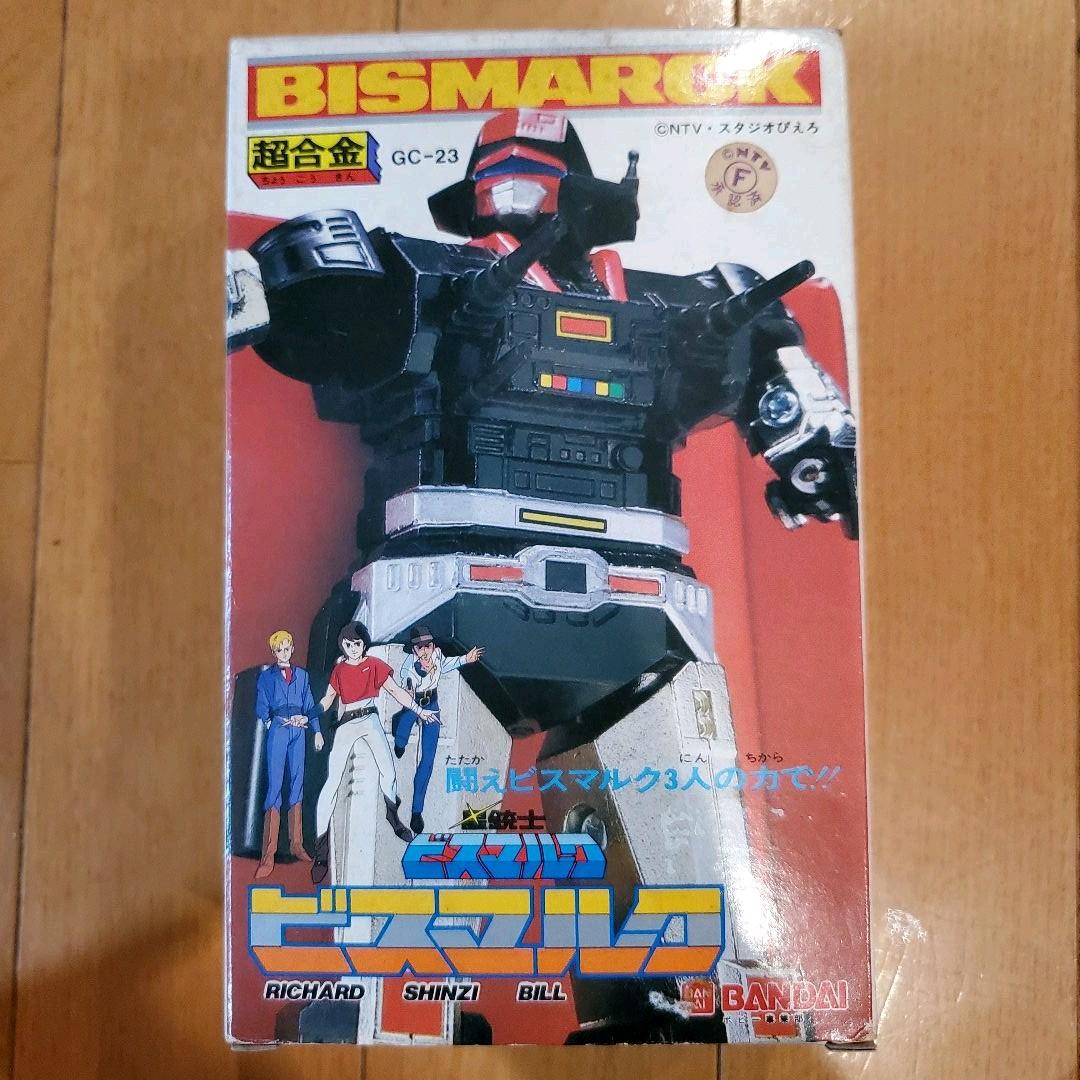 BISMARCK
©NTV・スタジオぴえろ
超合金
ちょうごうきん
GC-23
©NTV
F
承認済
たたか にん ちから
闘えビスマルク3人の力で!!
星銃士
ビスマルク
ビスマルク
RICHARD SHINZI BILL
BANDAI